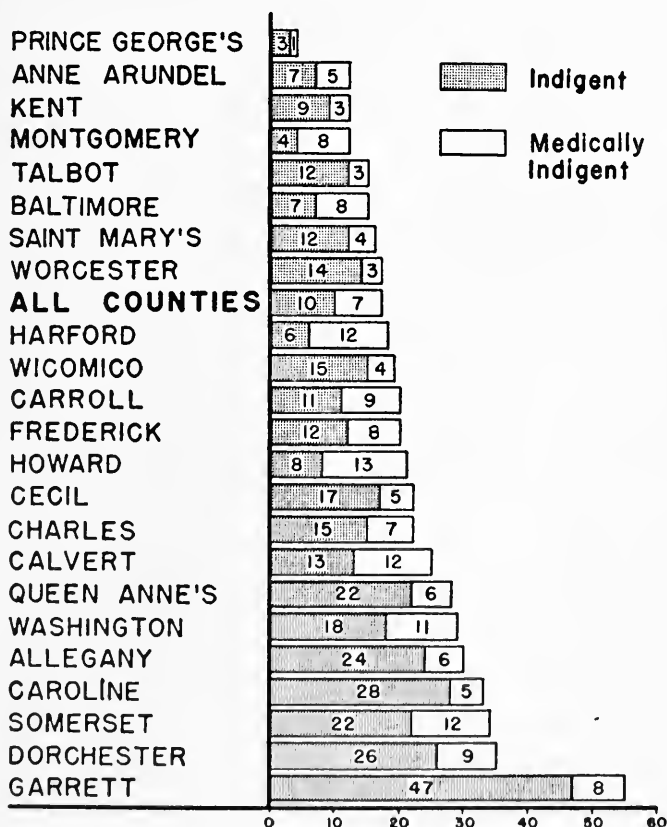 PRINCE GEORGE'S 3 1
ANNE ARUNDEL 7 5
KENT 9 3
MONTGOMERY 4 8
TALBOT 12 3
BALTIMORE 7 8
SAINT MARY'S 12 4
WORCESTER 14 3
ALL COUNTIES 10 7
HARFORD 6 12
WICOMICO 15 4
CARROLL 11 9
FREDERICK 12 8
HOWARD 8 13
CECIL 17 5
CHARLES 15 7
CALVERT 13 12
QUEEN ANNE'S 22 6
WASHINGTON 18 11
ALLEGANY 24 6
CAROLINE 28 5
SOMERSET 22 12
DORCHESTER 26 9
GARRETT 47 8
0 10 20 30 40 50 60
Indigent
Medically
Indigent